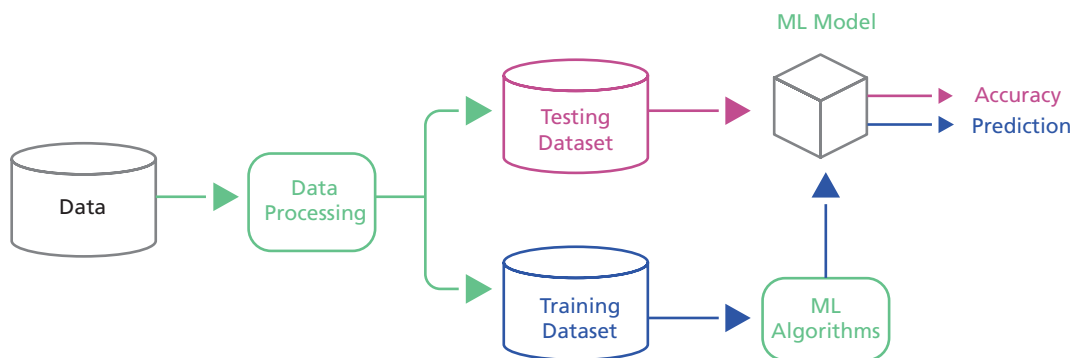 ML Model
Testing
Dataset
Accuracy
Prediction
Data
Data
Processing
Training
Dataset
ML
Algorithms